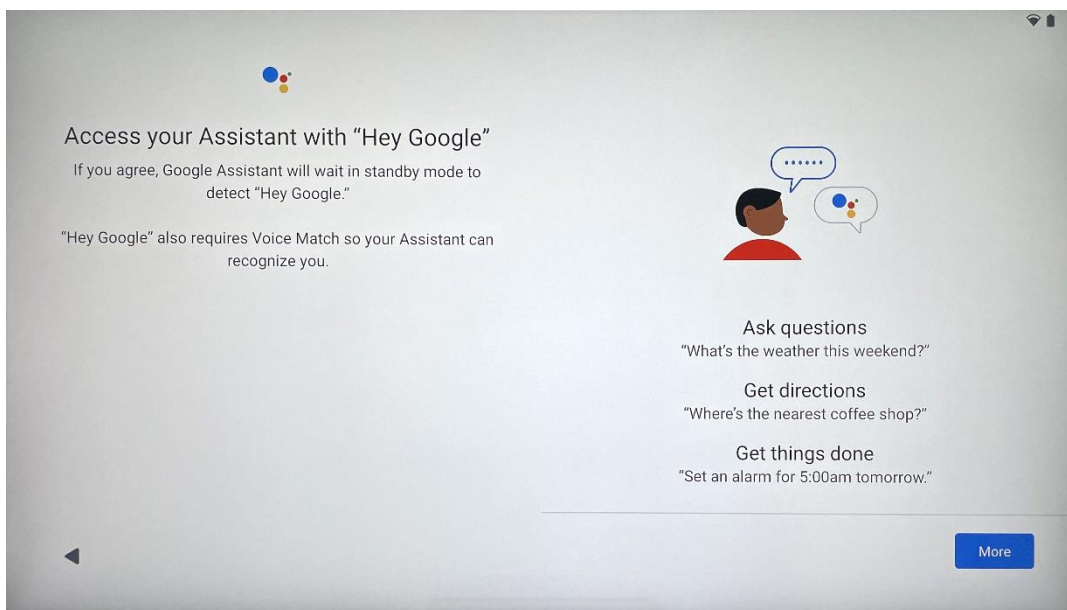 Access your Assistant with “Hey Google”
If you agree, Google Assistant will wait in standby mode to
detect “Hey Google.”
“Hey Google” also requires Voice Match so your Assistant can
recognize you.
Ask questions
“What’s the weather this weekend?”
Get directions
“Where’s the nearest coffee shop?”
Get things done
“Set an alarm for 5:00am tomorrow.”
More